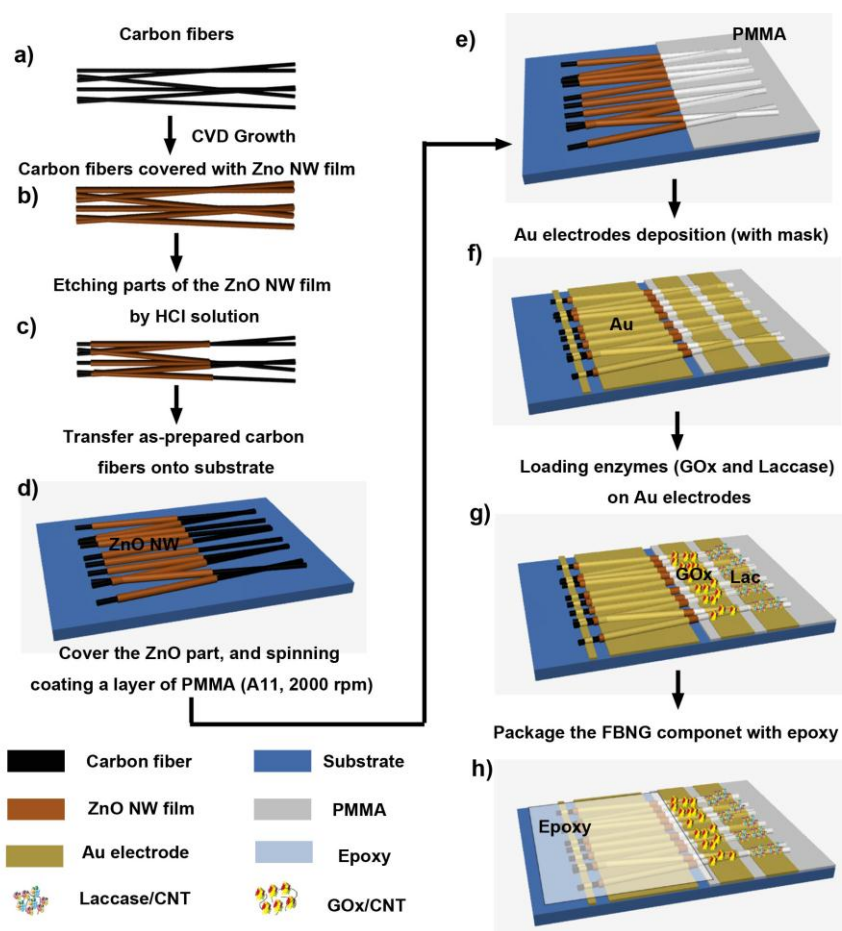 Carbon fibers
a)
CVD Growth
Carbon fibers covered with Zno NW film
b)
Etching parts of the ZnO NW film
by HCl solution
c)
Transfer as-prepared carbon
fibers onto substrate
d)
ZnO NW
Cover the ZnO part, and spinning
coating a layer of PMMA (A11, 2000 rpm)
e)
PMMA
Au electrodes deposition (with mask)
f)
Au
Loading enzymes (GOx and Laccase)
on Au electrodes
g)
GOx
Lac
Package the FBNG componet with epoxy
h)
Epoxy
Carbon fiber
Substrate
ZnO NW film
PMMA
Au electrode
Epoxy
Laccase/CNT
GOx/CNT